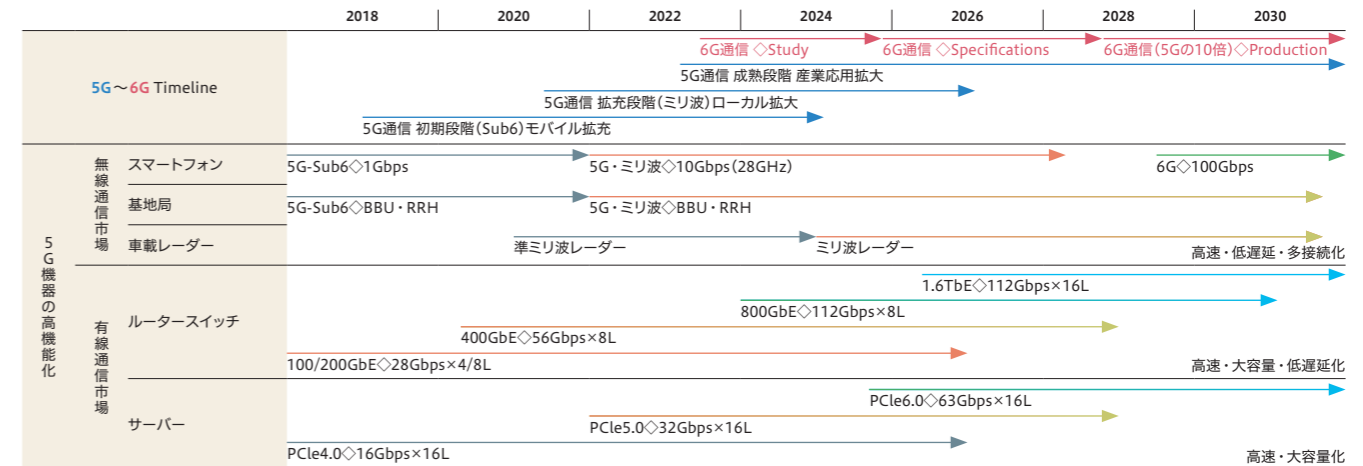 2018 2020 2022 2024 2026 2028 2030
5G～6G Timeline
6G通信 ◇Study
6G通信 ◇Specifications
6G通信（5Gの10倍）◇Production
5G通信 成熟段階 産業応用拡大
5G通信 拡充段階（ミリ波）ローカル拡大
5G通信 初期段階（Sub6）モバイル拡充
5G機器の高機能化
無線通信市場
スマートフォン
5G-Sub6◇1Gbps
5G・ミリ波◇10Gbps（28GHz）
6G◇100Gbps
基地局
5G-Sub6◇BBU・RRH
5G・ミリ波◇BBU・RRH
車載レーダー
準ミリ波レーダー
ミリ波レーダー
高速・低遅延・多接続化
有線通信市場
ルータースイッチ
1.6TbE◇112Gbps×16L
800GbE◇112Gbps×8L
400GbE◇56Gbps×8L
100/200GbE◇28Gbps×4/8L
高速・大容量・低遅延化
サーバー
PCle6.0◇63Gbps×16L
PCle5.0◇32Gbps×16L
PCle4.0◇16Gbps×16L
高速・大容量化